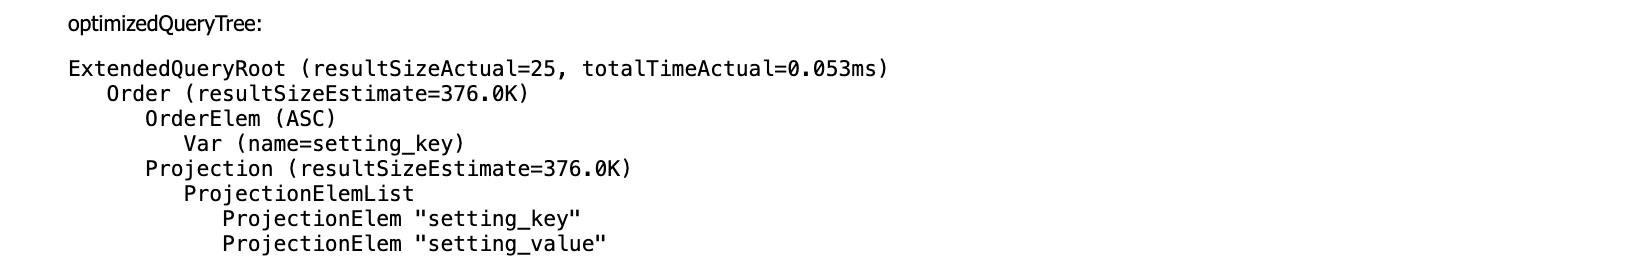 optimizedQueryTree:
ExtendedQueryRoot (resultSizeActual=25, totalTimeActual=0.053ms)
   Order (resultSizeEstimate=376.0K)
      OrderElem (ASC)
         Var (name=setting_key)
      Projection (resultSizeEstimate=376.0K)
         ProjectionElemList
            ProjectionElem "setting_key"
            ProjectionElem "setting_value"